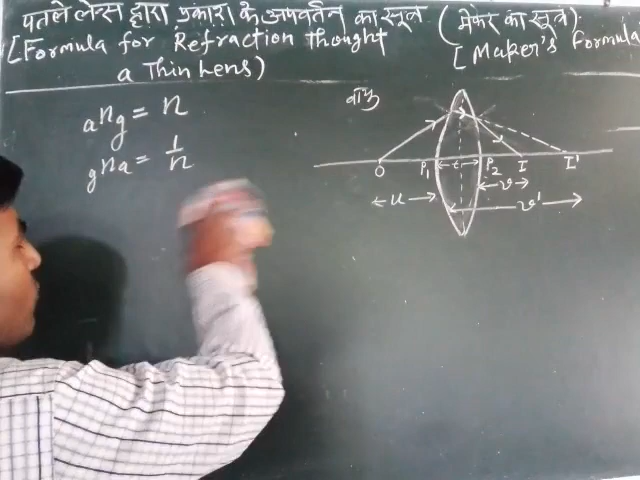 पतले लेन्स द्वारा प्रकाश के अपवर्तन का सूत्र (मेकर का सूत्र)
[Formula for Refraction thought [Maker's Formula
a Thin Lens)
ang = n
gna = 1/n
वायु
O P1 t P2 I I'
u v
v'